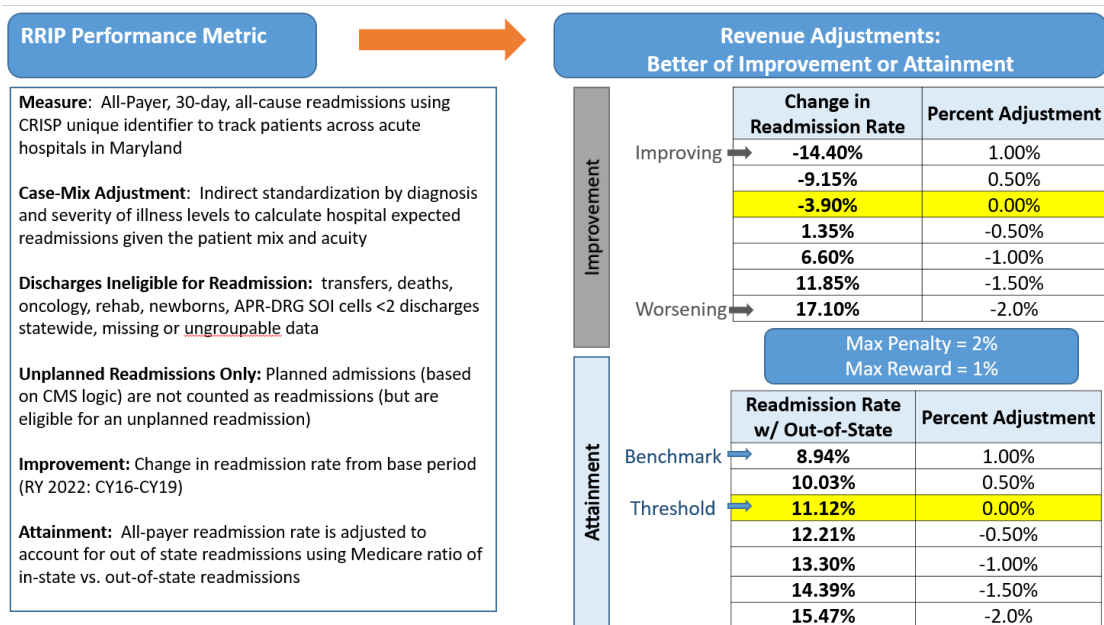 RRIP Performance Metric
Measure: All-Payer, 30-day, all-cause readmissions using
CRISP unique identifier to track patients across acute
hospitals in Maryland
Case-Mix Adjustment: Indirect standardization by diagnosis
and severity of illness levels to calculate hospital expected
readmissions given the patient mix and acuity
Discharges Ineligible for Readmission: transfers, deaths,
oncology, rehab, newborns, APR-DRG SOI cells <2 discharges
statewide, missing or ungroupable data
Unplanned Readmissions Only: Planned admissions (based
on CMS logic) are not counted as readmissions (but are
eligible for an unplanned readmission)
Improvement: Change in readmission rate from base period
(RY 2022: CY16-CY19)
Attainment: All-payer readmission rate is adjusted to
account for out of state readmissions using Medicare ratio of
in-state vs. out-of-state readmissions
Revenue Adjustments:
Better of Improvement or Attainment
Improvement
Change in
Readmission Rate
Percent Adjustment
Improving
-14.40% 1.00%
-9.15% 0.50%
-3.90% 0.00%
1.35% -0.50%
6.60% -1.00%
11.85% -1.50%
Worsening
17.10% -2.0%
Max Penalty = 2%
Max Reward = 1%
Attainment
Readmission Rate
w/ Out-of-State
Percent Adjustment
Benchmark
8.94% 1.00%
10.03% 0.50%
Threshold
11.12% 0.00%
12.21% -0.50%
13.30% -1.00%
14.39% -1.50%
15.47% -2.0%